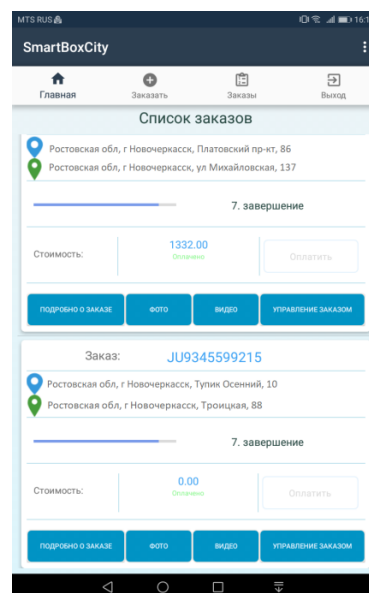 MTS RUS 16:1
SmartBoxCity
Главная Заказать Заказы Выход
Список заказов
Ростовская обл, г Новочеркасск, Платовский пр-кт, 86
Ростовская обл, г Новочеркасск, ул Михайловская, 137
7. завершение
Стоимость: 1332.00 Оплатить
Оплачено
ПОДРОБНО О ЗАКАЗЕ ФОТО ВИДЕО УПРАВЛЕНИЕ ЗАКАЗОМ
Заказ: JU9345599215
Ростовская обл, г Новочеркасск, Тупик Осенний, 10
Ростовская обл, г Новочеркасск, Троицкая, 88
7. завершение
Стоимость: 0.00 Оплатить
Оплачено
ПОДРОБНО О ЗАКАЗЕ ФОТО ВИДЕО УПРАВЛЕНИЕ ЗАКАЗОМ